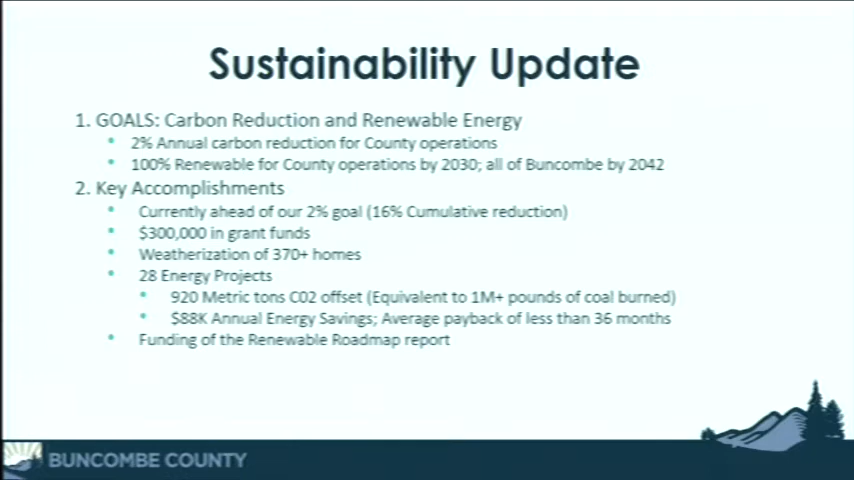 Sustainability Update
1. GOALS: Carbon Reduction and Renewable Energy
• 2% Annual carbon reduction for County operations
• 100% Renewable for County operations by 2030; all of Buncombe by 2042
2. Key Accomplishments
• Currently ahead of our 2% goal (16% Cumulative reduction)
• $300,000 in grant funds
• Weatherization of 370+ homes
• 28 Energy Projects
• 920 Metric tons C02 offset (Equivalent to 1M+ pounds of coal burned)
• $88K Annual Energy Savings; Average payback of less than 36 months
• Funding of the Renewable Roadmap report
BUNCOMBE COUNTY